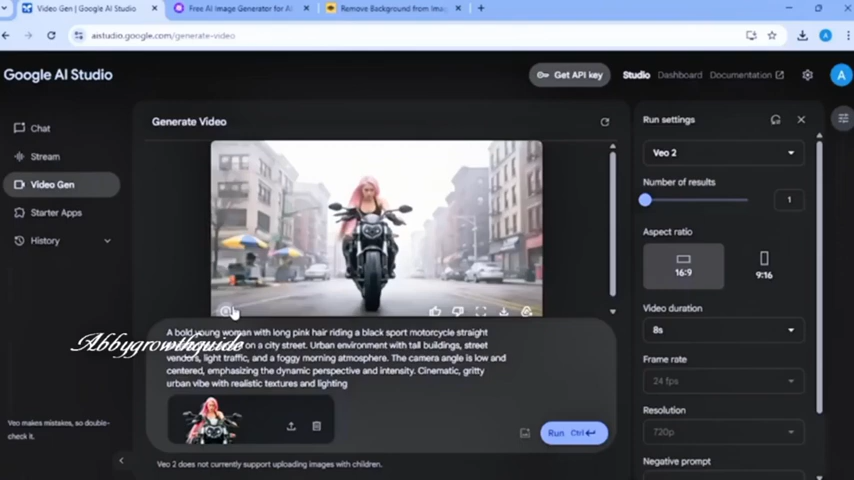 Video Gen | Google AI Studio
Free AI Image Generator for AI
Remove Background from Imag
aistudio.google.com/generate-video
A
Google AI Studio
Get API key
Studio
Dashboard
Documentation
A
Chat
Stream
Video Gen
Starter Apps
History
Veo makes mistakes, so double-
check it.
Generate Video
A bold young woman with long pink hair riding a black sport motorcycle straight
on a city street. Urban environment with tall buildings, street
vendors, light traffic, and a foggy morning atmosphere. The camera angle is low and
centered, emphasizing the dynamic perspective and intensity. Cinematic, gritty
urban vibe with realistic textures and lighting
Abbygrowthguide
Run Ctrl
Veo 2 does not currently support uploading images with children.
Run settings
Veo 2
Number of results
1
Aspect ratio
16:9
9:16
Video duration
8s
Frame rate
24 fps
Resolution
720p
Negative prompt